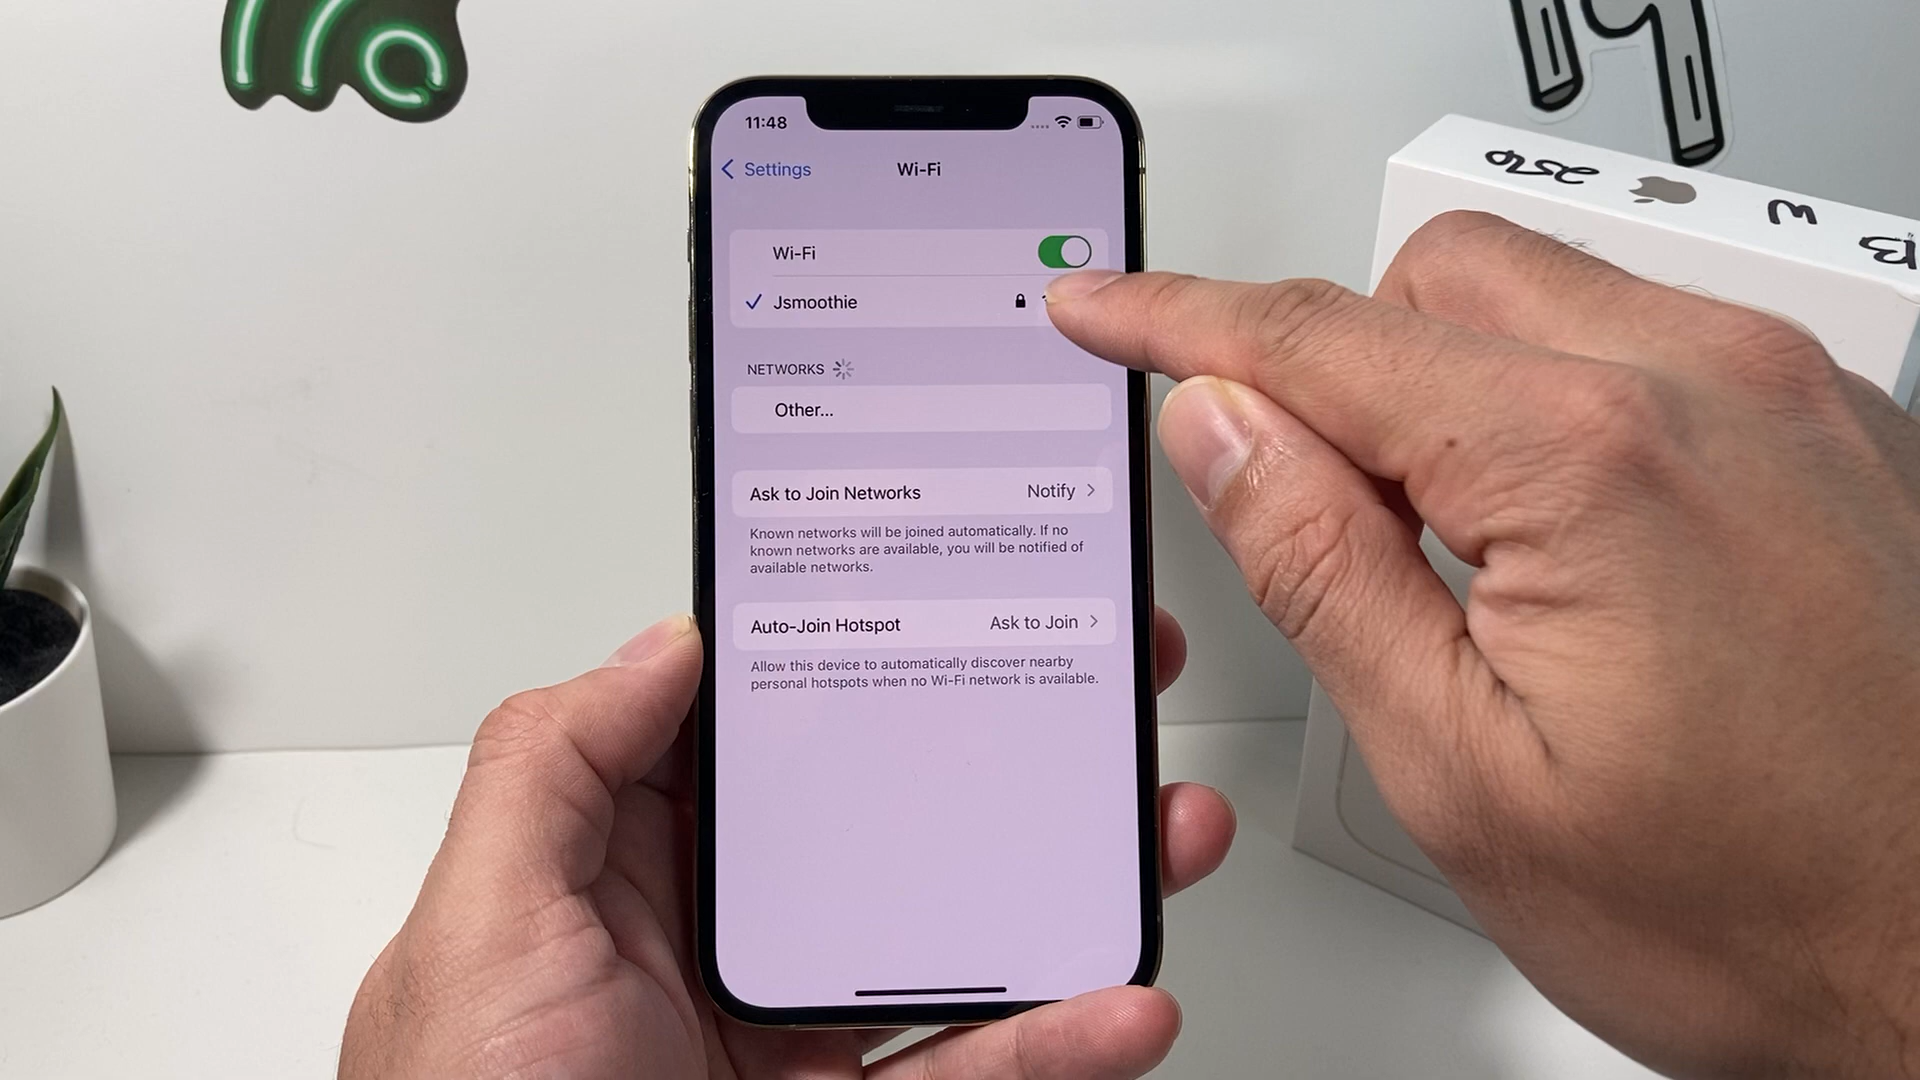 11:48
Settings
Wi-Fi
Wi-Fi
Jsmoothie
NETWORKS
Other...
Ask to Join Networks Notify
Known networks will be joined automatically. If no
known networks are available, you will be notified of
available networks.
Auto-Join Hotspot Ask to Join
Allow this device to automatically discover nearby
personal hotspots when no Wi-Fi network is available.